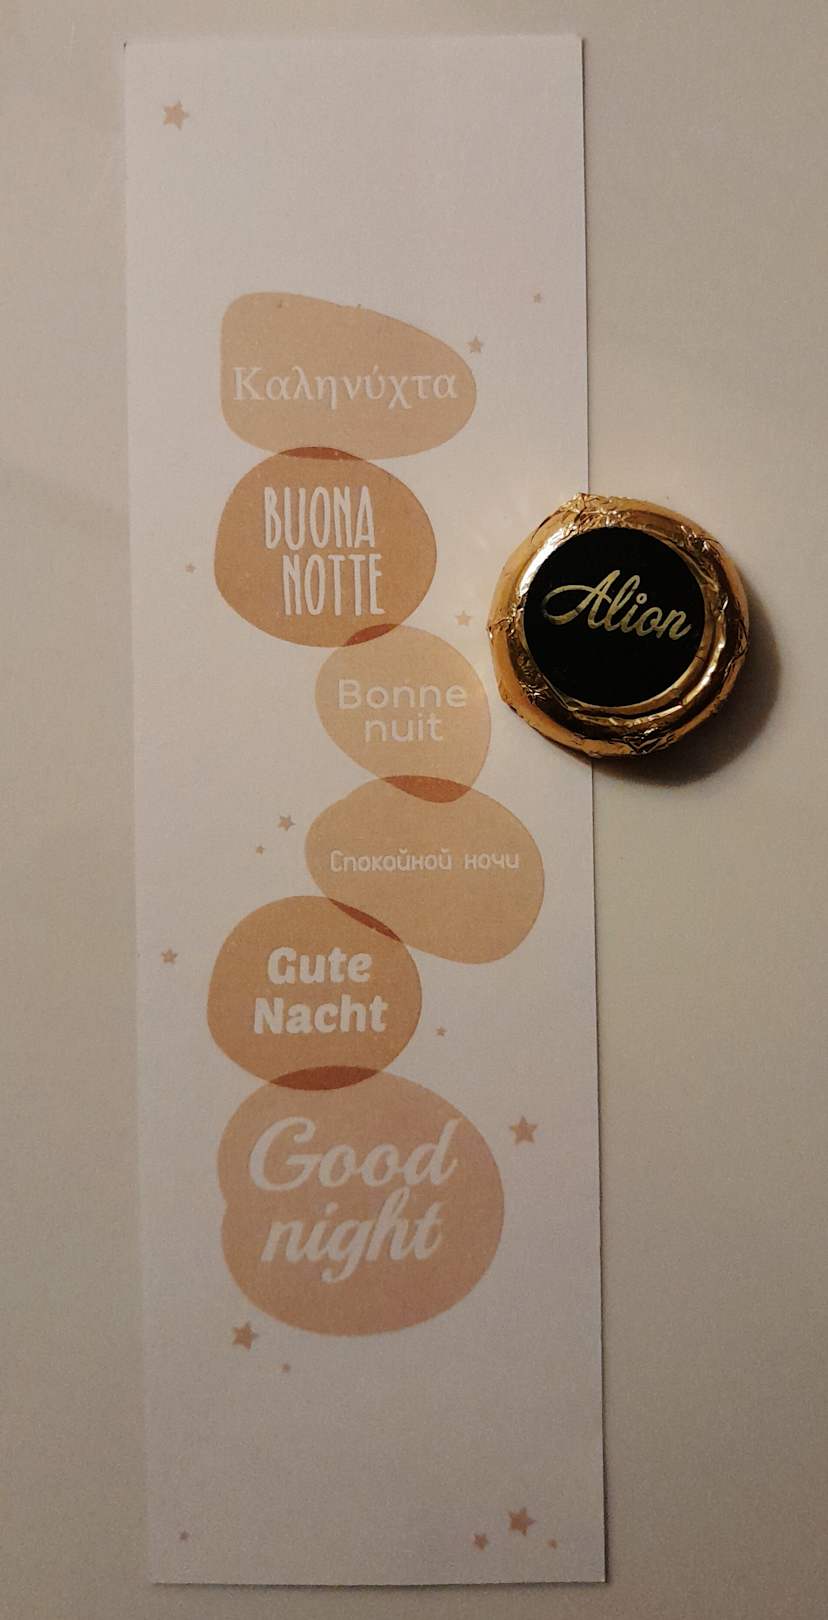 Καληνύχτα
BUONA
NOTTE
Alion
Bonne
nuit
Спокойной ночи
Gute
Nacht
Good
night